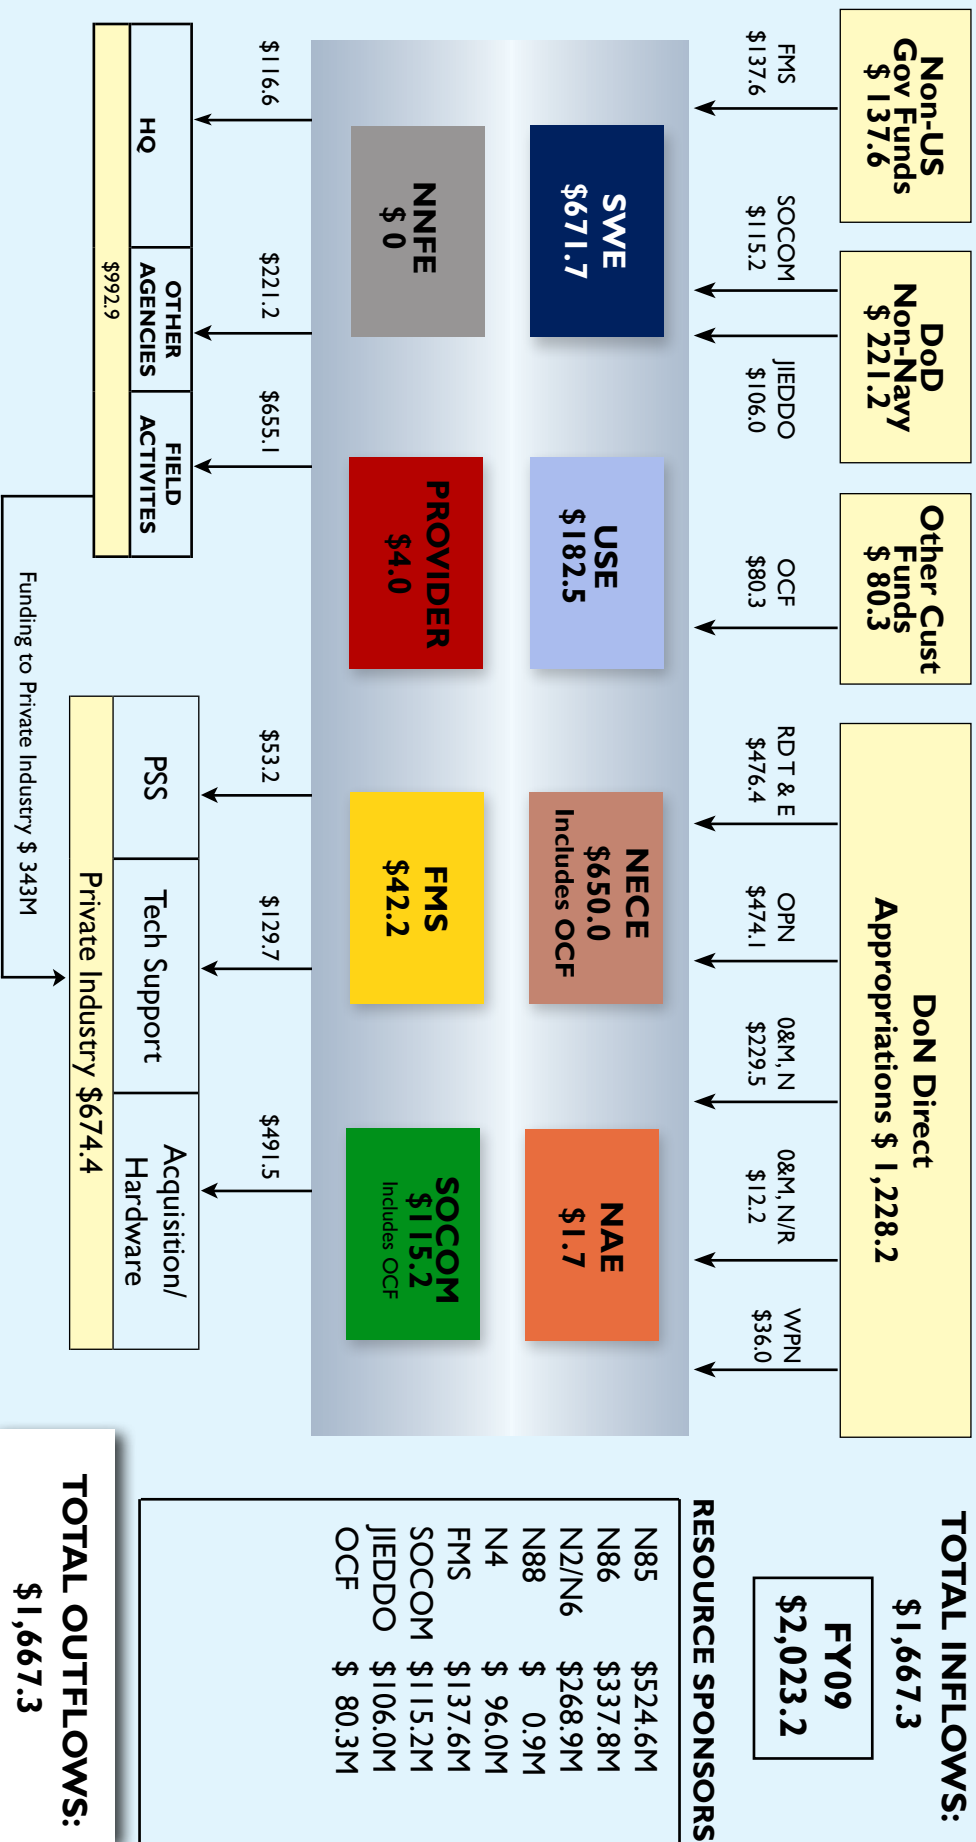 Non-US
Gov Funds
$ 137.6
DoD
Non-Navy
$ 221.2
Other Cust
Funds
$ 80.3
DoN Direct
Appropriations $ 1,228.2
TOTAL INFLOWS:
$1,667.3
FY09
$2,023.2
FMS
$137.6
SOCOM
$115.2
JIEDDO
$106.0
OCF
$80.3
RD T & E
$476.4
OPN
$474.1
0&M, N
$229.5
0&M, N/R
$12.2
WPN
$36.0
SWE
$671.7
USE
$182.5
NECE
$650.0
Includes OCF
NAE
$1.7
NNFE
$ 0
PROVIDER
$4.0
FMS
$42.2
SOCOM
$115.2
Includes OCF
RESOURCE SPONSORS
N85 $524.6M
N86 $337.8M
N2/N6 $268.9M
N88 $ 0.9M
N4 $ 96.0M
FMS $137.6M
SOCOM $115.2M
JIEDDO $106.0M
OCF $ 80.3M
$116.6
$221.2
$655.1
$53.2
$129.7
$491.5
HQ
OTHER
AGENCIES
FIELD
ACTIVITES
$992.9
PSS
Tech Support
Acquisition/
Hardware
Private Industry $674.4
Funding to Private Industry $ 343M
TOTAL OUTFLOWS:
$1,667.3